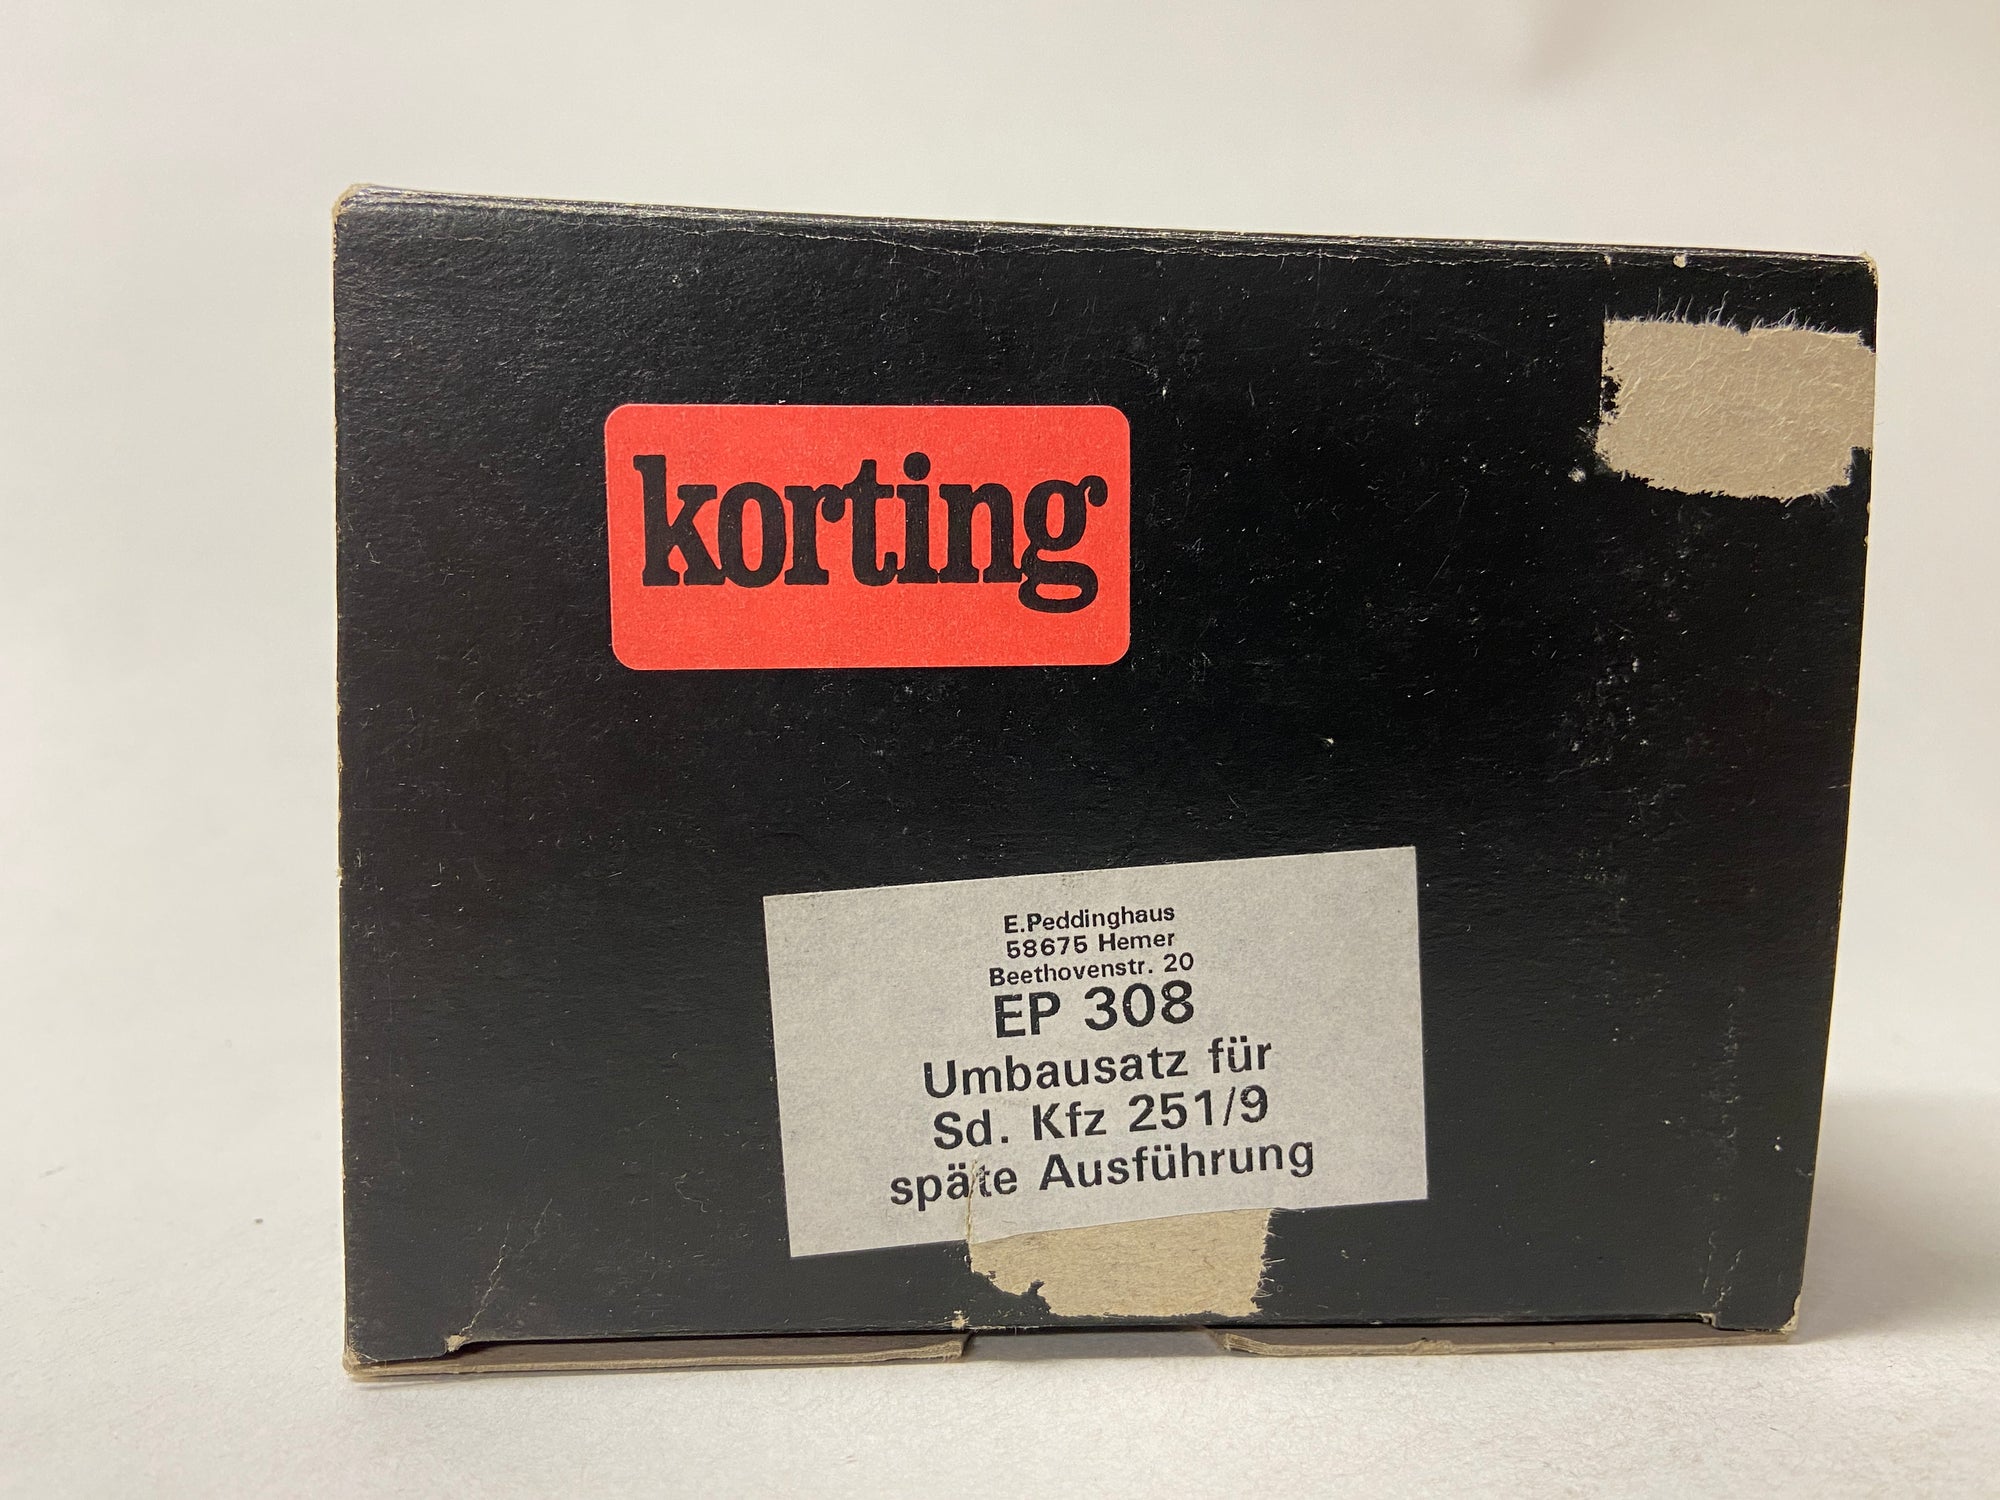 korting
E.Peddinghaus
58675 Hemer
Beethovenstr. 20
EP 308
Umbausatz für
Sd. Kfz 251/9
späte Ausführung